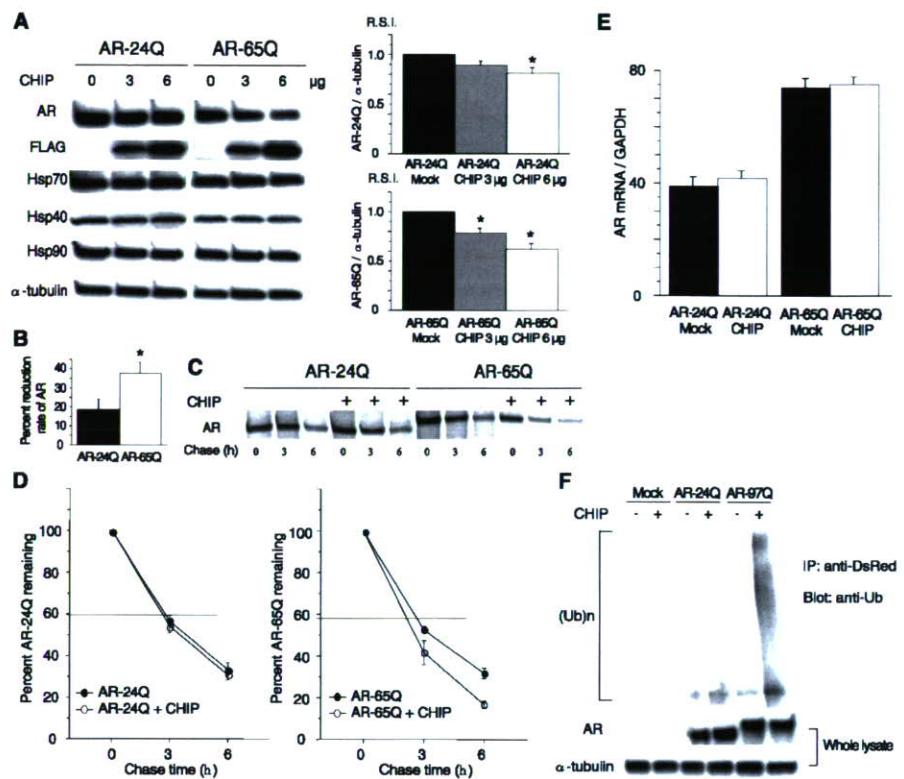 A
AR-24Q AR-65Q
CHIP 0 3 6 0 3 6 μg
AR
FLAG
Hsp70
Hsp40
Hsp90
α-tubulin
R.S.I.
AR-24Q / α-tubulin
1.0
0.5
0
*
AR-24Q Mock
AR-24Q CHIP 3 μg
AR-24Q CHIP 6 μg
R.S.I.
AR-65Q / α-tubulin
1.0
0.5
0
* *
AR-65Q Mock
AR-65Q CHIP 3 μg
AR-65Q CHIP 6 μg
E
AR mRNA / GAPDH
80
40
0
AR-24Q Mock
AR-24Q CHIP
AR-65Q Mock
AR-65Q CHIP
B
Percent reduction rate of AR
40
30
20
10
0
*
AR-24Q AR-65Q
C
AR-24Q AR-65Q
CHIP + + + + + +
AR
Chase (h) 0 3 6 0 3 6 0 3 6 0 3 6
D
Percent AR-24Q remaining
100
80
60
40
20
0
AR-24Q
AR-24Q + CHIP
0 3 6
Chase time (h)
Percent AR-65Q remaining
100
80
60
40
20
0
AR-65Q
AR-65Q + CHIP
0 3 6
Chase time (h)
F
Mock AR-24Q AR-97Q
CHIP - + - + - +
(Ub)n
IP: anti-DsRed
Blot: anti-Ub
AR
α-tubulin
Whole lysate